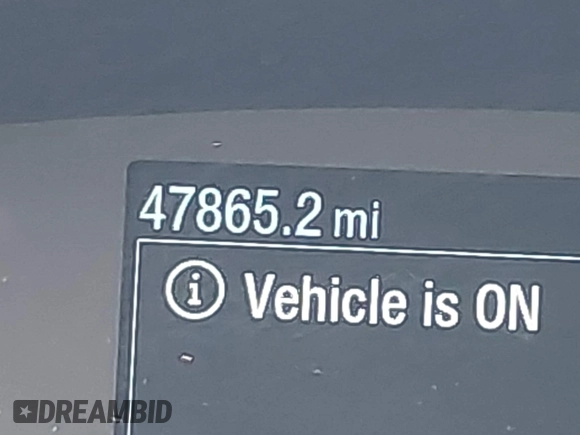 47865.2 mi
i Vehicle is ON
DREAMBID